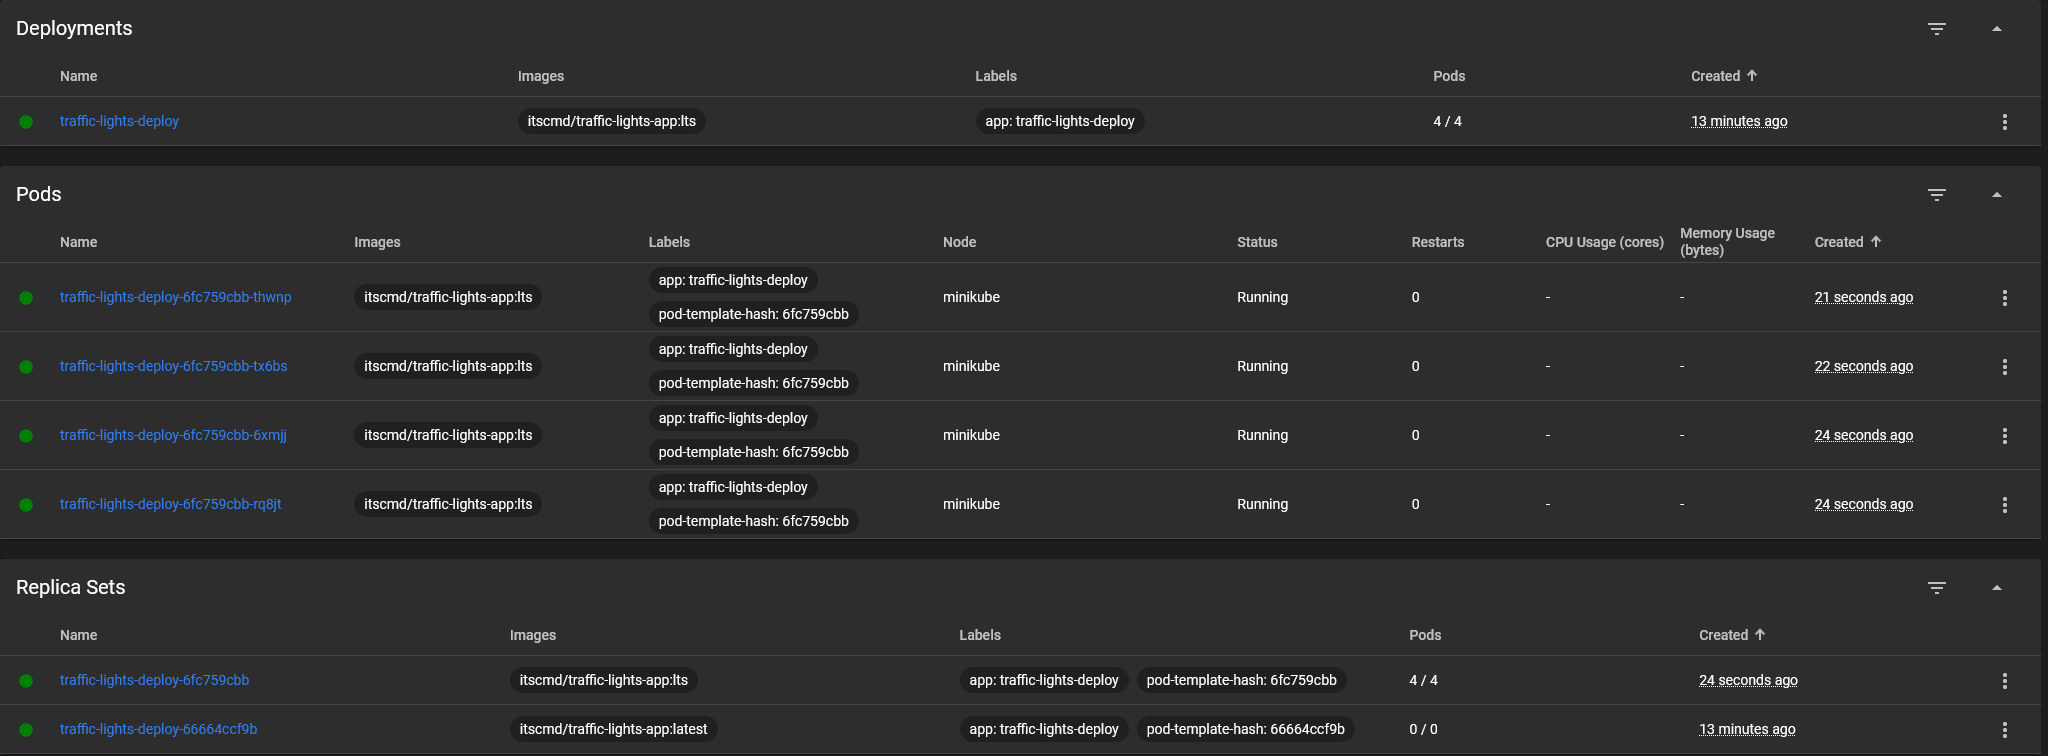 Deployments
Name Images Labels Pods Created
traffic-lights-deploy itscmd/traffic-lights-app:lts app: traffic-lights-deploy 4 / 4 13 minutes ago
Pods
Name Images Labels Node Status Restarts CPU Usage (cores) Memory Usage (bytes) Created
traffic-lights-deploy-6fc759cbb-thwnp itscmd/traffic-lights-app:lts app: traffic-lights-deploy pod-template-hash: 6fc759cbb minikube Running 0 - - 21 seconds ago
traffic-lights-deploy-6fc759cbb-tx6bs itscmd/traffic-lights-app:lts app: traffic-lights-deploy pod-template-hash: 6fc759cbb minikube Running 0 - - 22 seconds ago
traffic-lights-deploy-6fc759cbb-6xmjj itscmd/traffic-lights-app:lts app: traffic-lights-deploy pod-template-hash: 6fc759cbb minikube Running 0 - - 24 seconds ago
traffic-lights-deploy-6fc759cbb-rq8jt itscmd/traffic-lights-app:lts app: traffic-lights-deploy pod-template-hash: 6fc759cbb minikube Running 0 - - 24 seconds ago
Replica Sets
Name Images Labels Pods Created
traffic-lights-deploy-6fc759cbb itscmd/traffic-lights-app:lts app: traffic-lights-deploy pod-template-hash: 6fc759cbb 4 / 4 24 seconds ago
traffic-lights-deploy-66664ccf9b itscmd/traffic-lights-app:latest app: traffic-lights-deploy pod-template-hash: 66664ccf9b 0 / 0 13 minutes ago